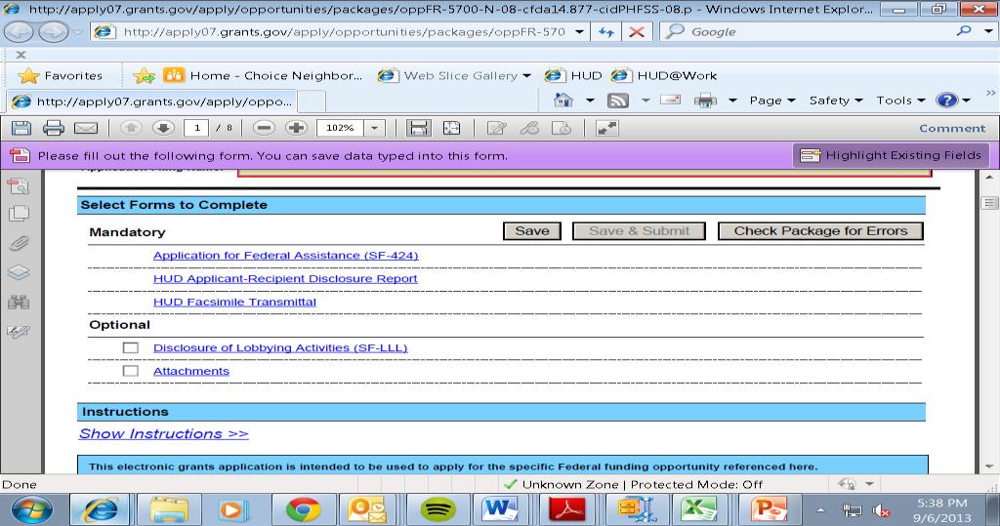 http://apply07.grants.gov/apply/opportunities/packages/oppFR-5700-N-08-cfda14.877-cidPHFSS-08.p - Windows Internet Explor...
http://apply07.grants.gov/apply/opportunities/packages/oppFR-570
Google
x
Favorites Home - Choice Neighbor... Web Slice Gallery HUD HUD@Work
http://apply07.grants.gov/apply/oppo... Page Safety Tools
1 / 8 102% Comment
Please fill out the following form. You can save data typed into this form. Highlight Existing Fields
Select Forms to Complete
Mandatory Save Save & Submit Check Package for Errors
Application for Federal Assistance (SF-424)
HUD Applicant-Recipient Disclosure Report
HUD Facsimile Transmittal
Optional
Disclosure of Lobbying Activities (SF-LLL)
Attachments
Instructions
Show Instructions >>
This electronic grants application is intended to be used to apply for the specific Federal funding opportunity referenced here.
Done Unknown Zone | Protected Mode: Off
5:38 PM
9/6/2013